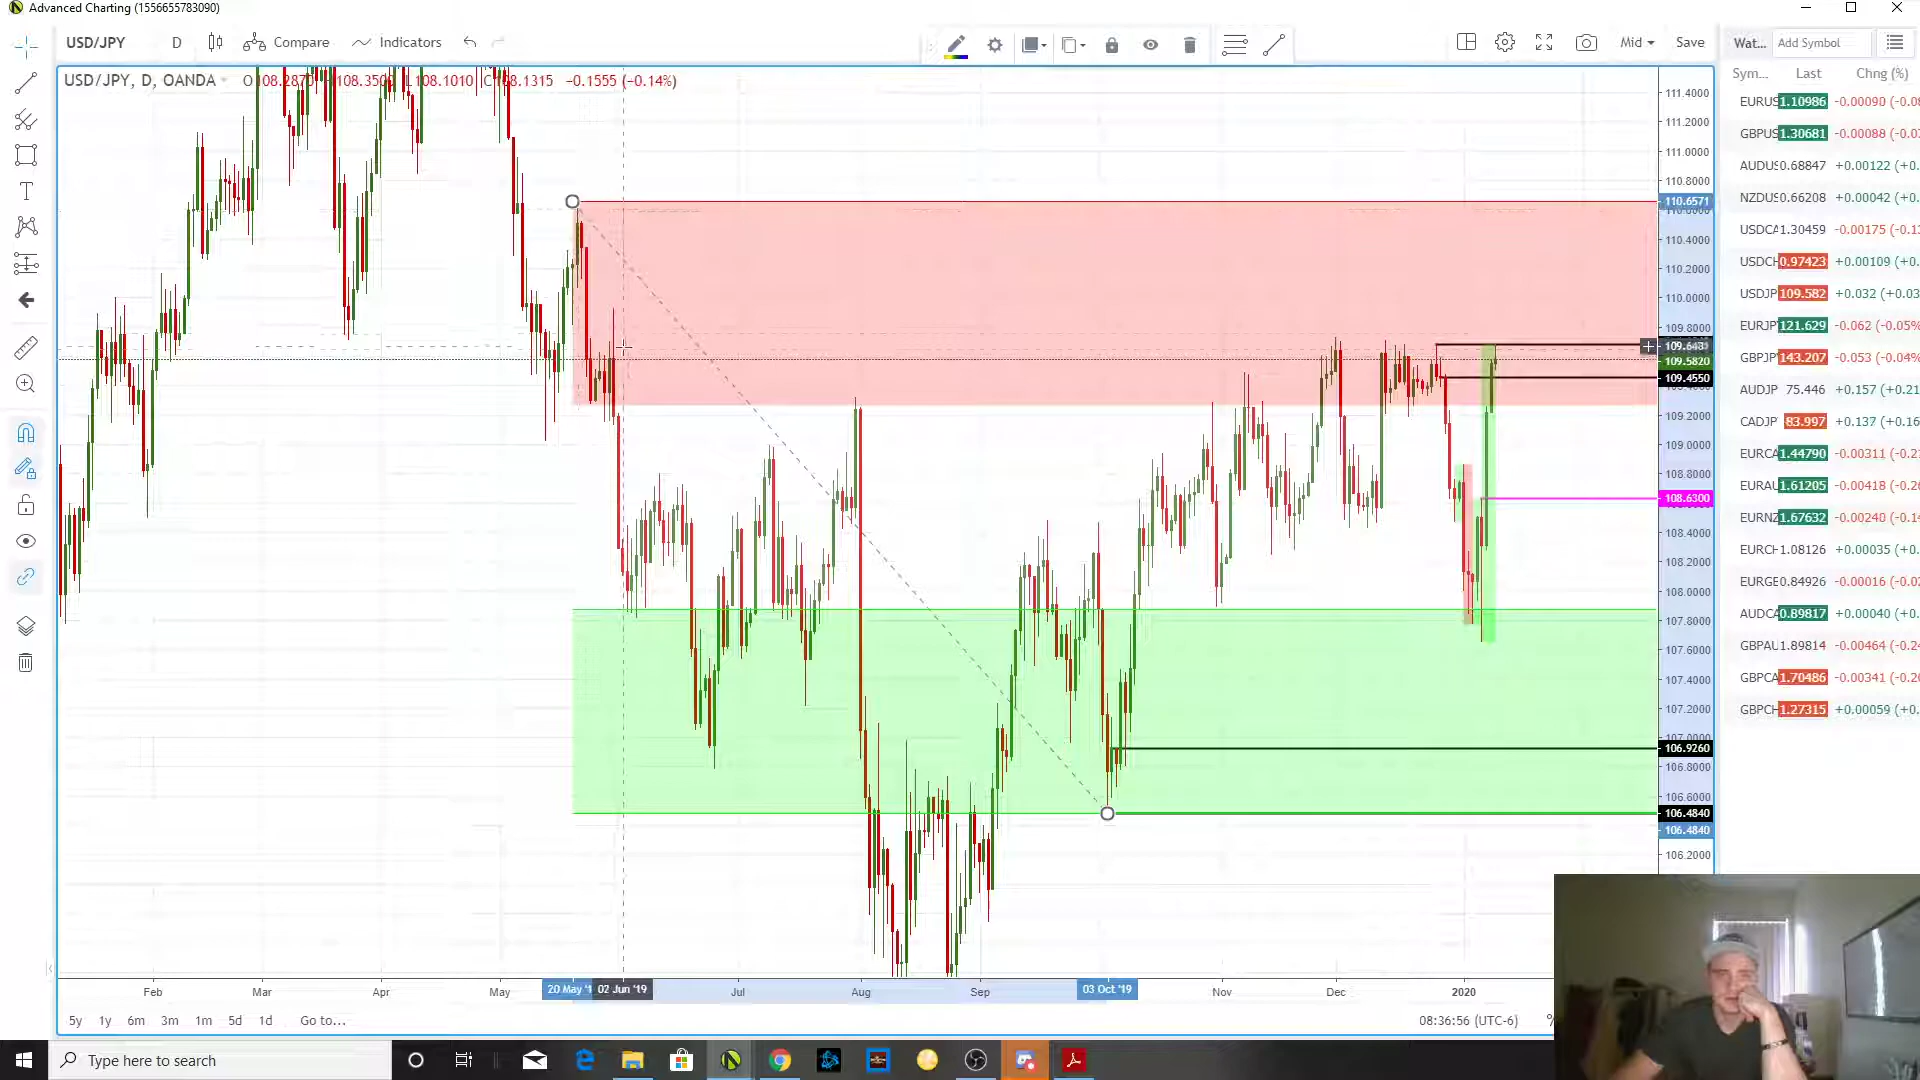 Advanced Charting (1556655783090)
USD/JPY D Compare Indicators Mid Save Wat... Add Symbol
USD/JPY, D, OANDA L 108.1010 −0.1555 (−0.14%)
Sym... Last Chng (%)
111.4000
111.2000
111.0000
110.8000
110.6571
110.4000
110.2000
110.0000
109.8000
109.5820
109.4550
109.2000
109.0000
108.8000
108.6300
108.4000
108.2000
108.0000
107.8000
107.6000
107.4000
107.2000
107.0000
106.9260
106.8000
106.6000
106.4840
106.4840
106.2000
EURUS 1.10986 -0.00090
GBPUS 1.30681 -0.00088
AUDUS 0.68847 +0.00122
NZDUS 0.66208 +0.00042
USDCA 1.30459 -0.00175
USDCH 0.97423 +0.00109
USDJP 109.582 +0.032
EURJP 121.629 -0.062 (-0.05%
GBPJP 143.207 -0.053 (-0.04%
AUDJP 75.446 +0.157
CADJP 83.997 +0.137
EURCA 1.44790 -0.00311
EURAU 1.61205 -0.00418
EURNZ 1.67632 -0.00240
EURCH 1.08126 +0.00035
EURGE 0.84926 -0.00016
AUDCA 0.89817 +0.00040
GBPAU 1.89814 -0.00464
GBPCA 1.70486 -0.00341
GBPCH 1.27315 +0.00059
Feb Mar Apr May 20 May '1 02 Jun '19 Jul Aug Sep 03 Oct '19 Nov Dec 2020
5y 1y 6m 3m 1m 5d 1d Go to... 08:36:56 (UTC-6) %
Type here to search